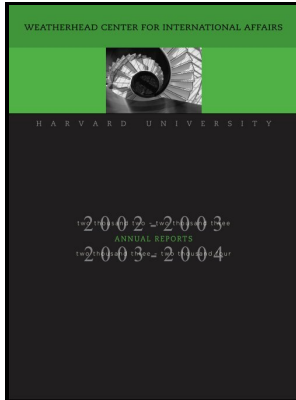 WEATHERHEAD CENTER FOR INTERNATIONAL AFFAIRS
HARVARD UNIVERSITY
two thousand two - two thousand three
2002-2003
ANNUAL REPORTS
two thousand three - two thousand four
2003-2004